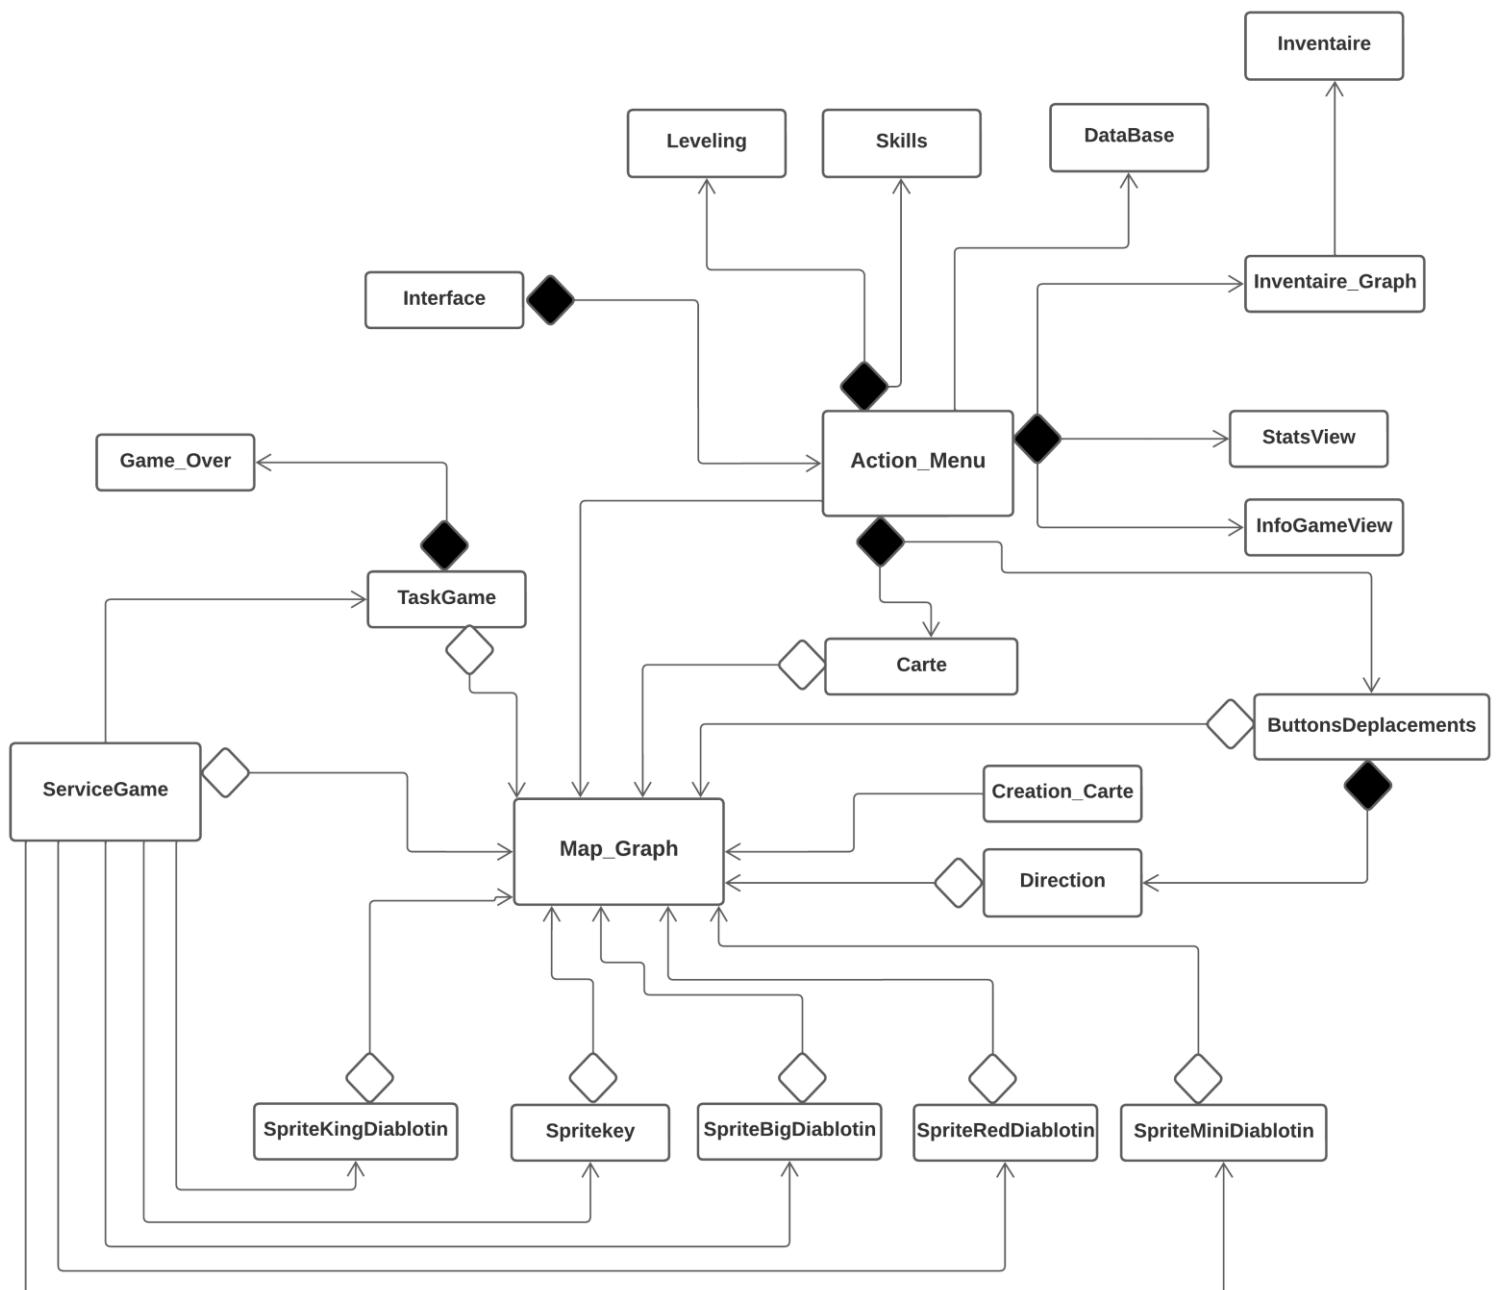 Inventaire
Leveling
Skills
DataBase
Interface
Inventaire_Graph
Game_Over
Action_Menu
StatsView
InfoGameView
TaskGame
Carte
ButtonsDeplacements
ServiceGame
Creation_Carte
Map_Graph
Direction
SpriteKingDiablotin
Spritekey
SpriteBigDiablotin
SpriteRedDiablotin
SpriteMiniDiablotin